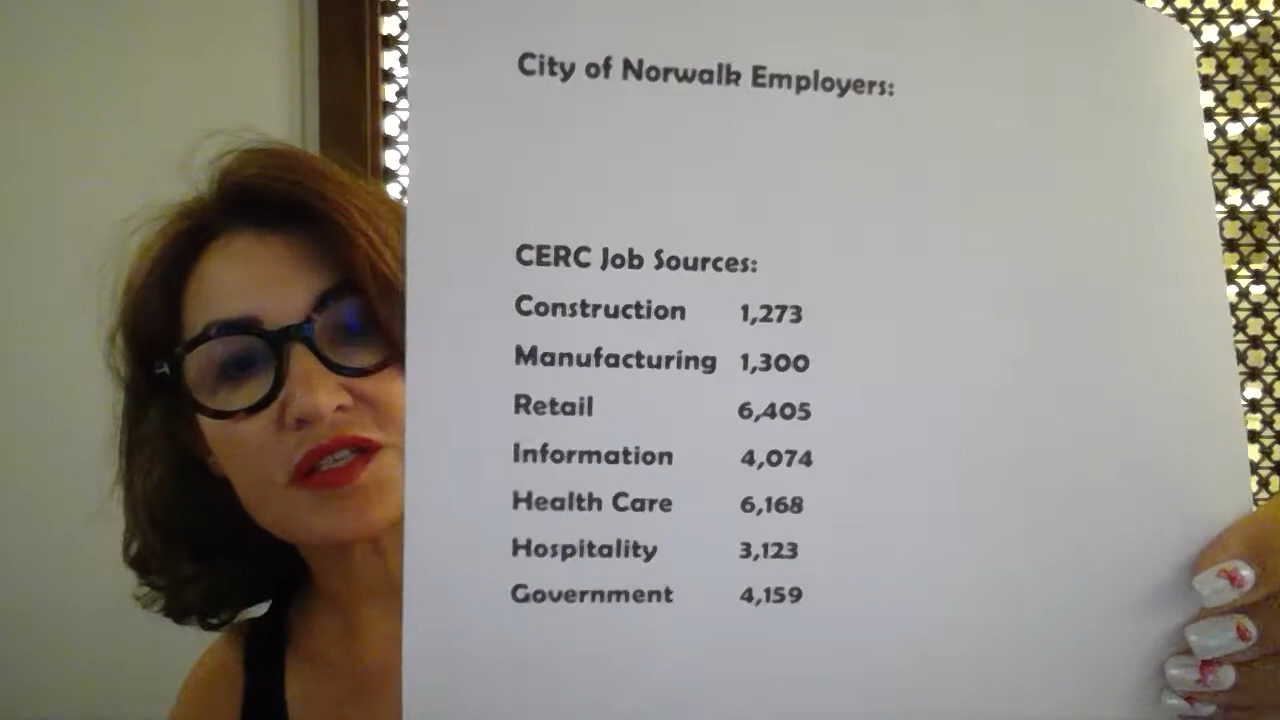 City of Norwalk Employers:
CERC Job Sources:
Construction 1,273
Manufacturing 1,300
Retail 6,405
Information 4,074
Health Care 6,168
Hospitality 3,123
Government 4,159